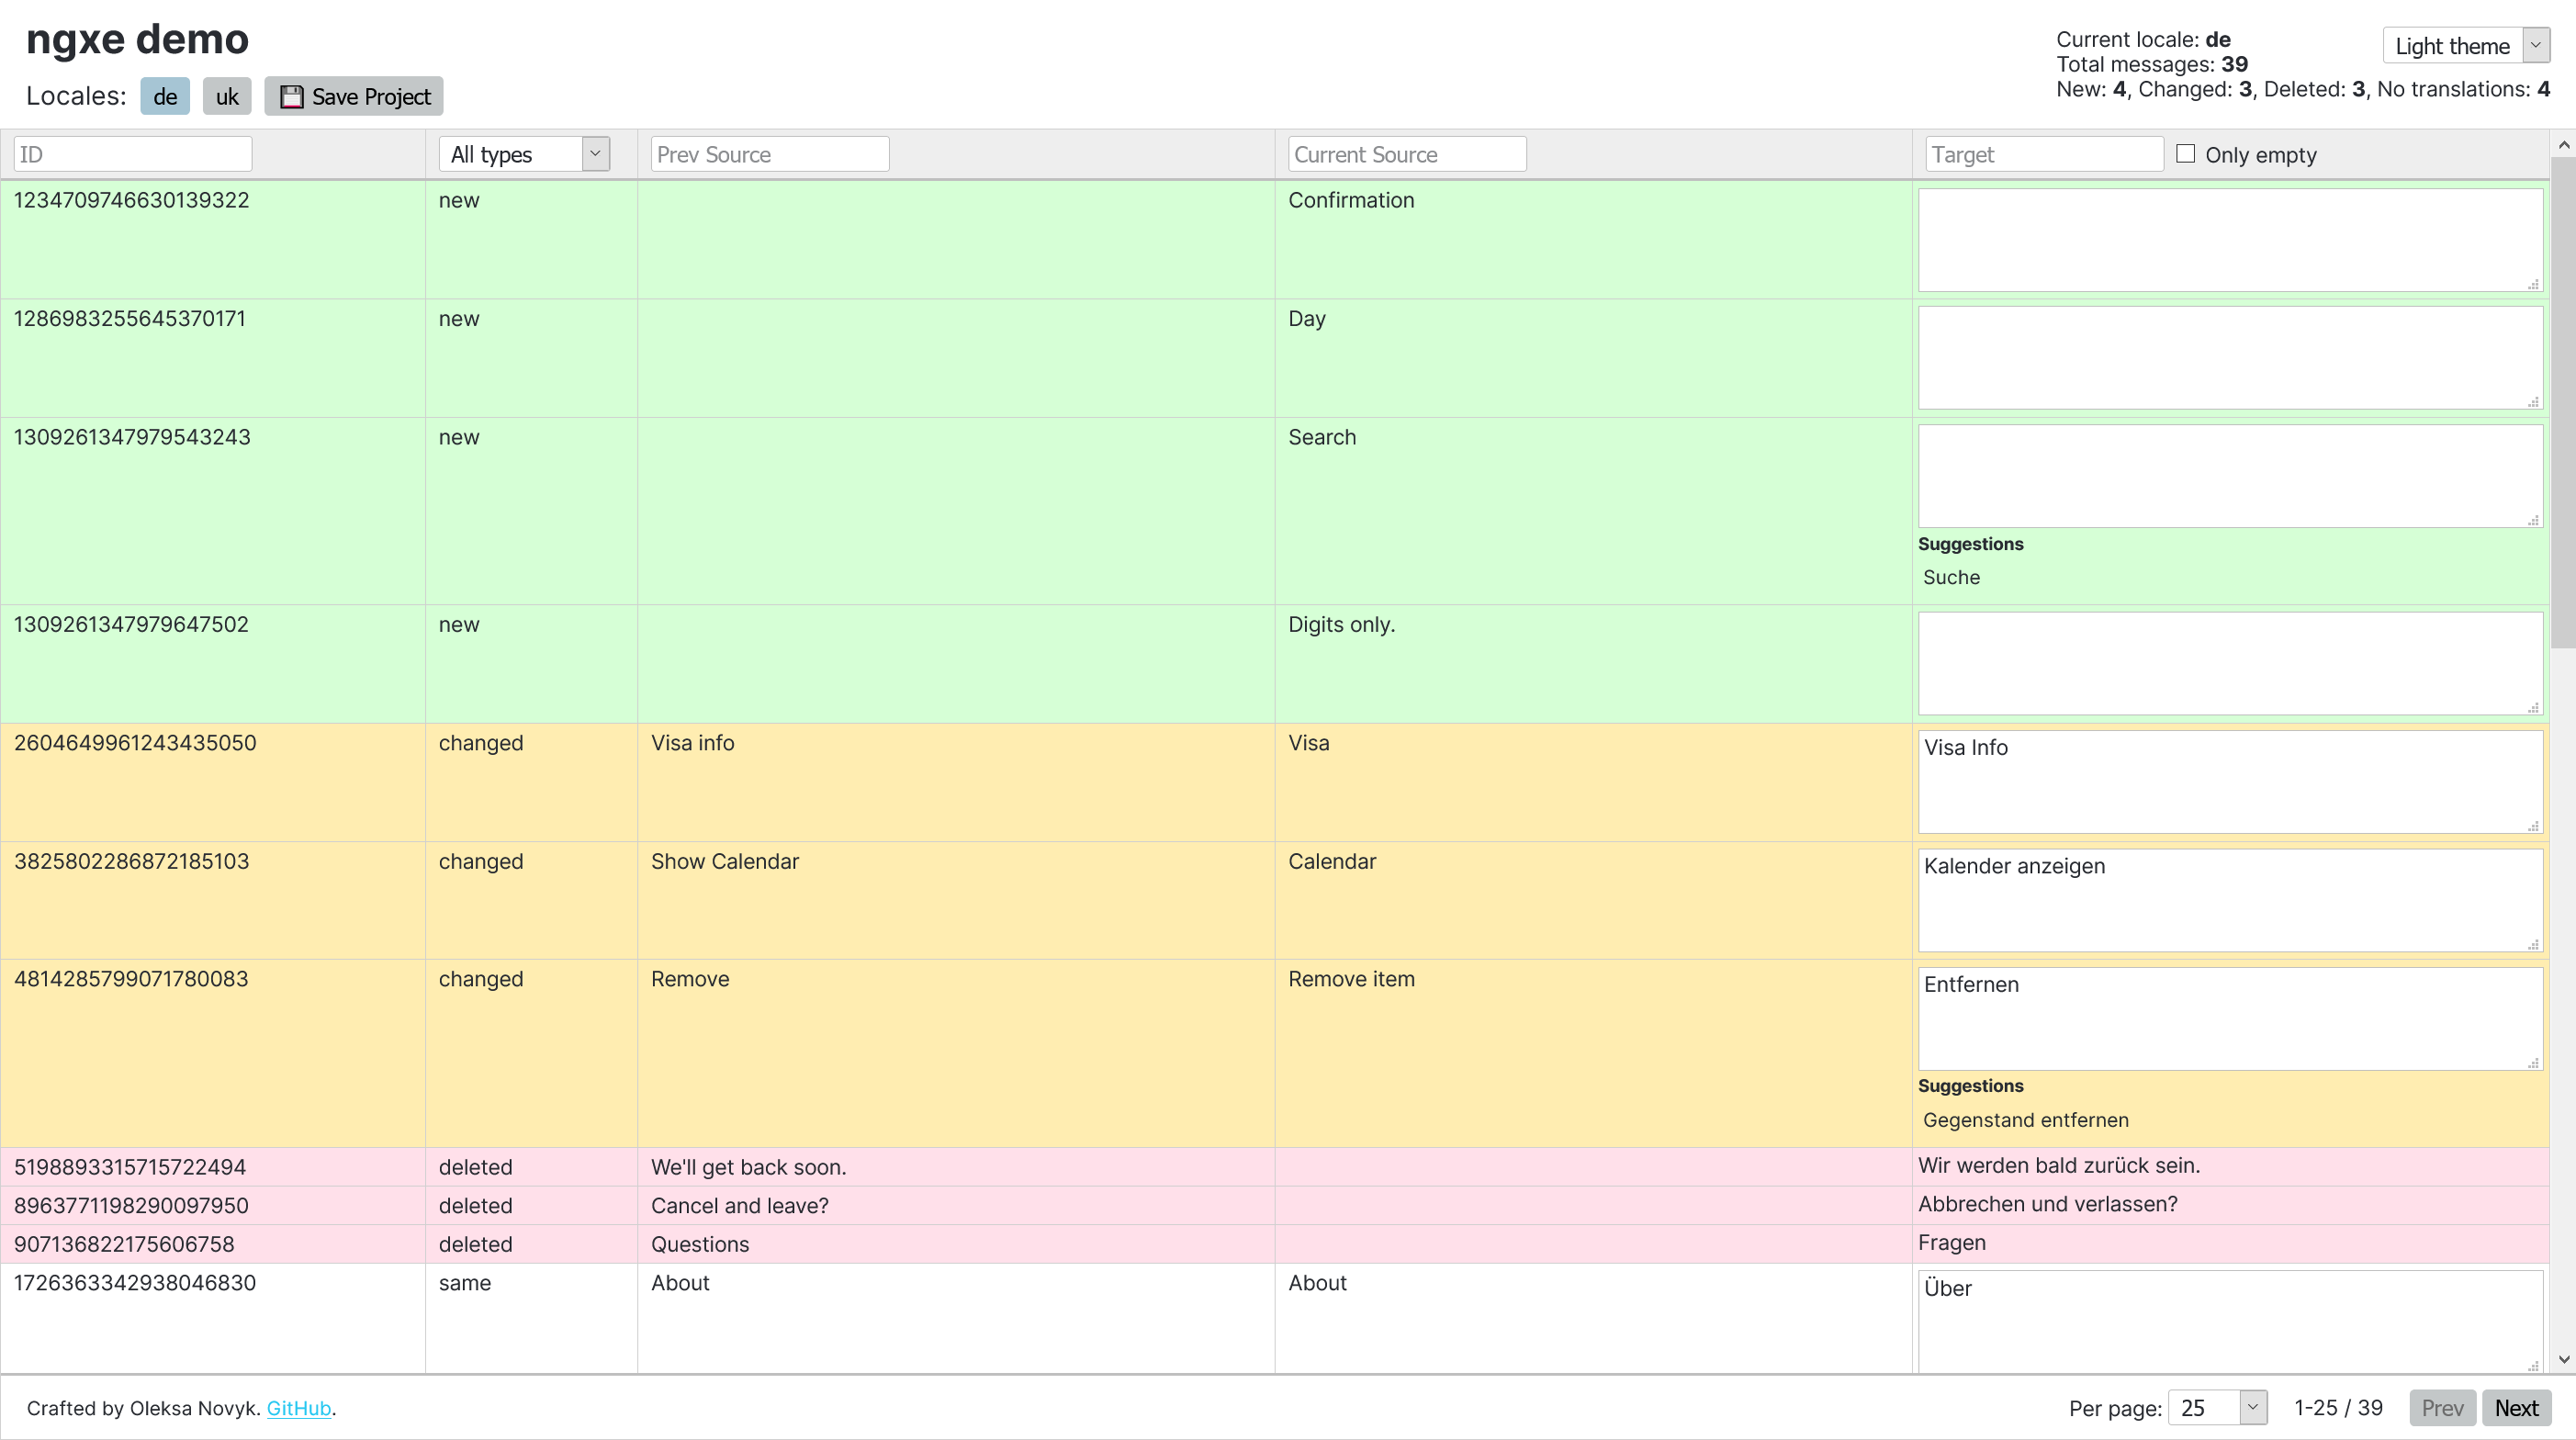 ngxe demo
Locales: de uk Save Project
Current locale: de
Total messages: 39
New: 4, Changed: 3, Deleted: 3, No translations: 4
Light theme
ID All types Prev Source Current Source Target Only empty
1234709746630139322 new Confirmation
1286983255645370171 new Day
1309261347979543243 new Search
Suggestions
Suche
1309261347979647502 new Digits only.
2604649961243435050 changed Visa info Visa Visa Info
3825802286872185103 changed Show Calendar Calendar Kalender anzeigen
4814285799071780083 changed Remove Remove item Entfernen
Suggestions
Gegenstand entfernen
5198893315715722494 deleted We'll get back soon. Wir werden bald zurück sein.
8963771198290097950 deleted Cancel and leave? Abbrechen und verlassen?
907136822175606758 deleted Questions Fragen
1726363342938046830 same About About Über
Crafted by Oleksa Novyk. GitHub. Per page: 25 1-25 / 39 Prev Next